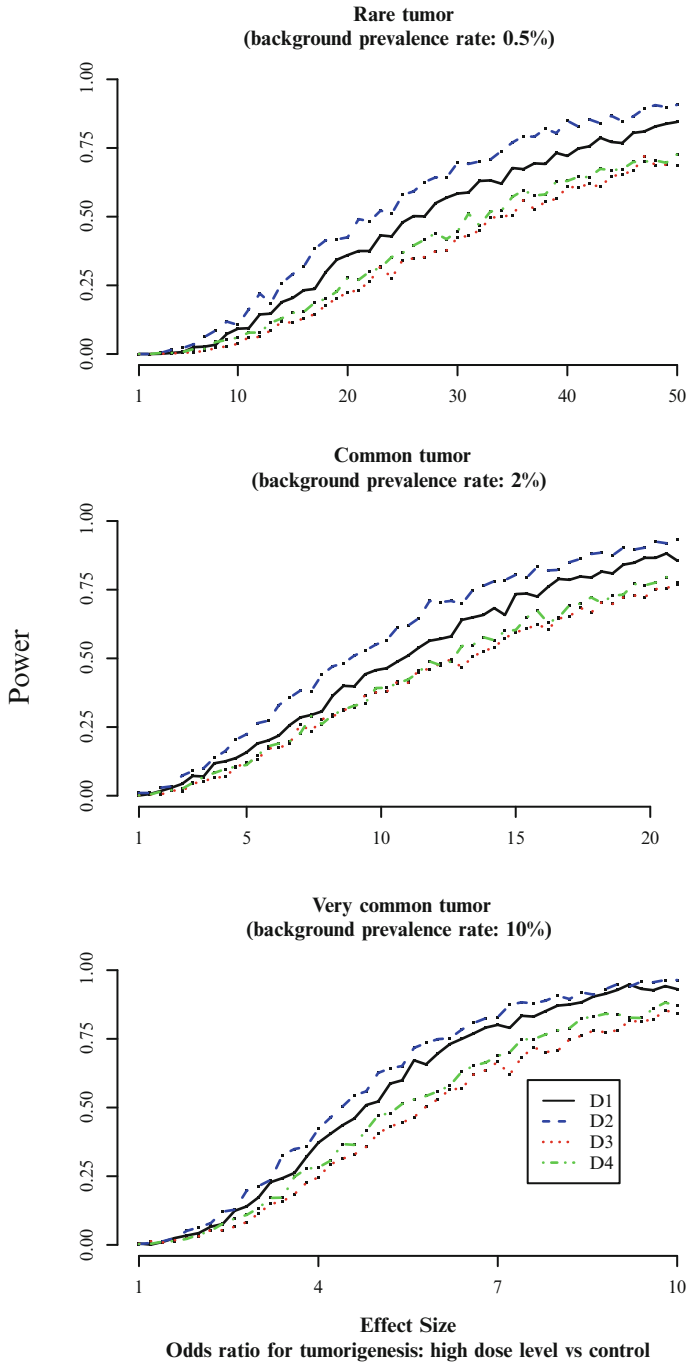 Rare tumor
(background prevalence rate: 0.5%)
1.00
0.75
0.50
0.25
0.00
1 10 20 30 40 50
Common tumor
(background prevalence rate: 2%)
1.00
0.75
0.50
0.25
0.00
1 5 10 15 20
Power
Very common tumor
(background prevalence rate: 10%)
1.00
0.75
0.50
0.25
0.00
D1
D2
D3
D4
1 4 7 10
Effect Size
Odds ratio for tumorigenesis: high dose level vs control